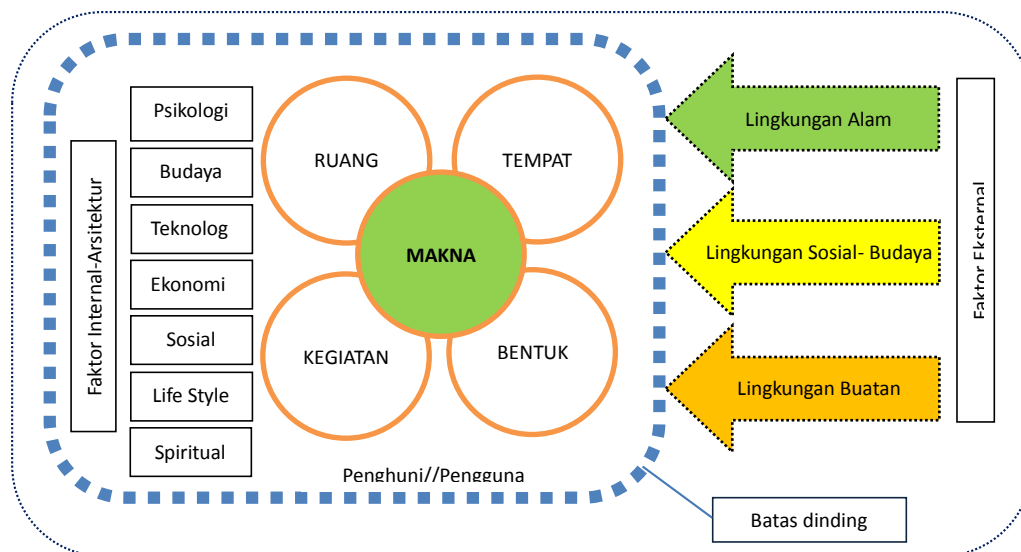 Faktor Internal-Arsitektur
Psikologi
Budaya
Teknolog
Ekonomi
Sosial
Life Style
Spiritual
RUANG
TEMPAT
MAKNA
KEGIATAN
BENTUK
Penghuni//Pengguna
Lingkungan Alam
Lingkungan Sosial- Budaya
Lingkungan Buatan
Faktor Eksternal
Batas dinding